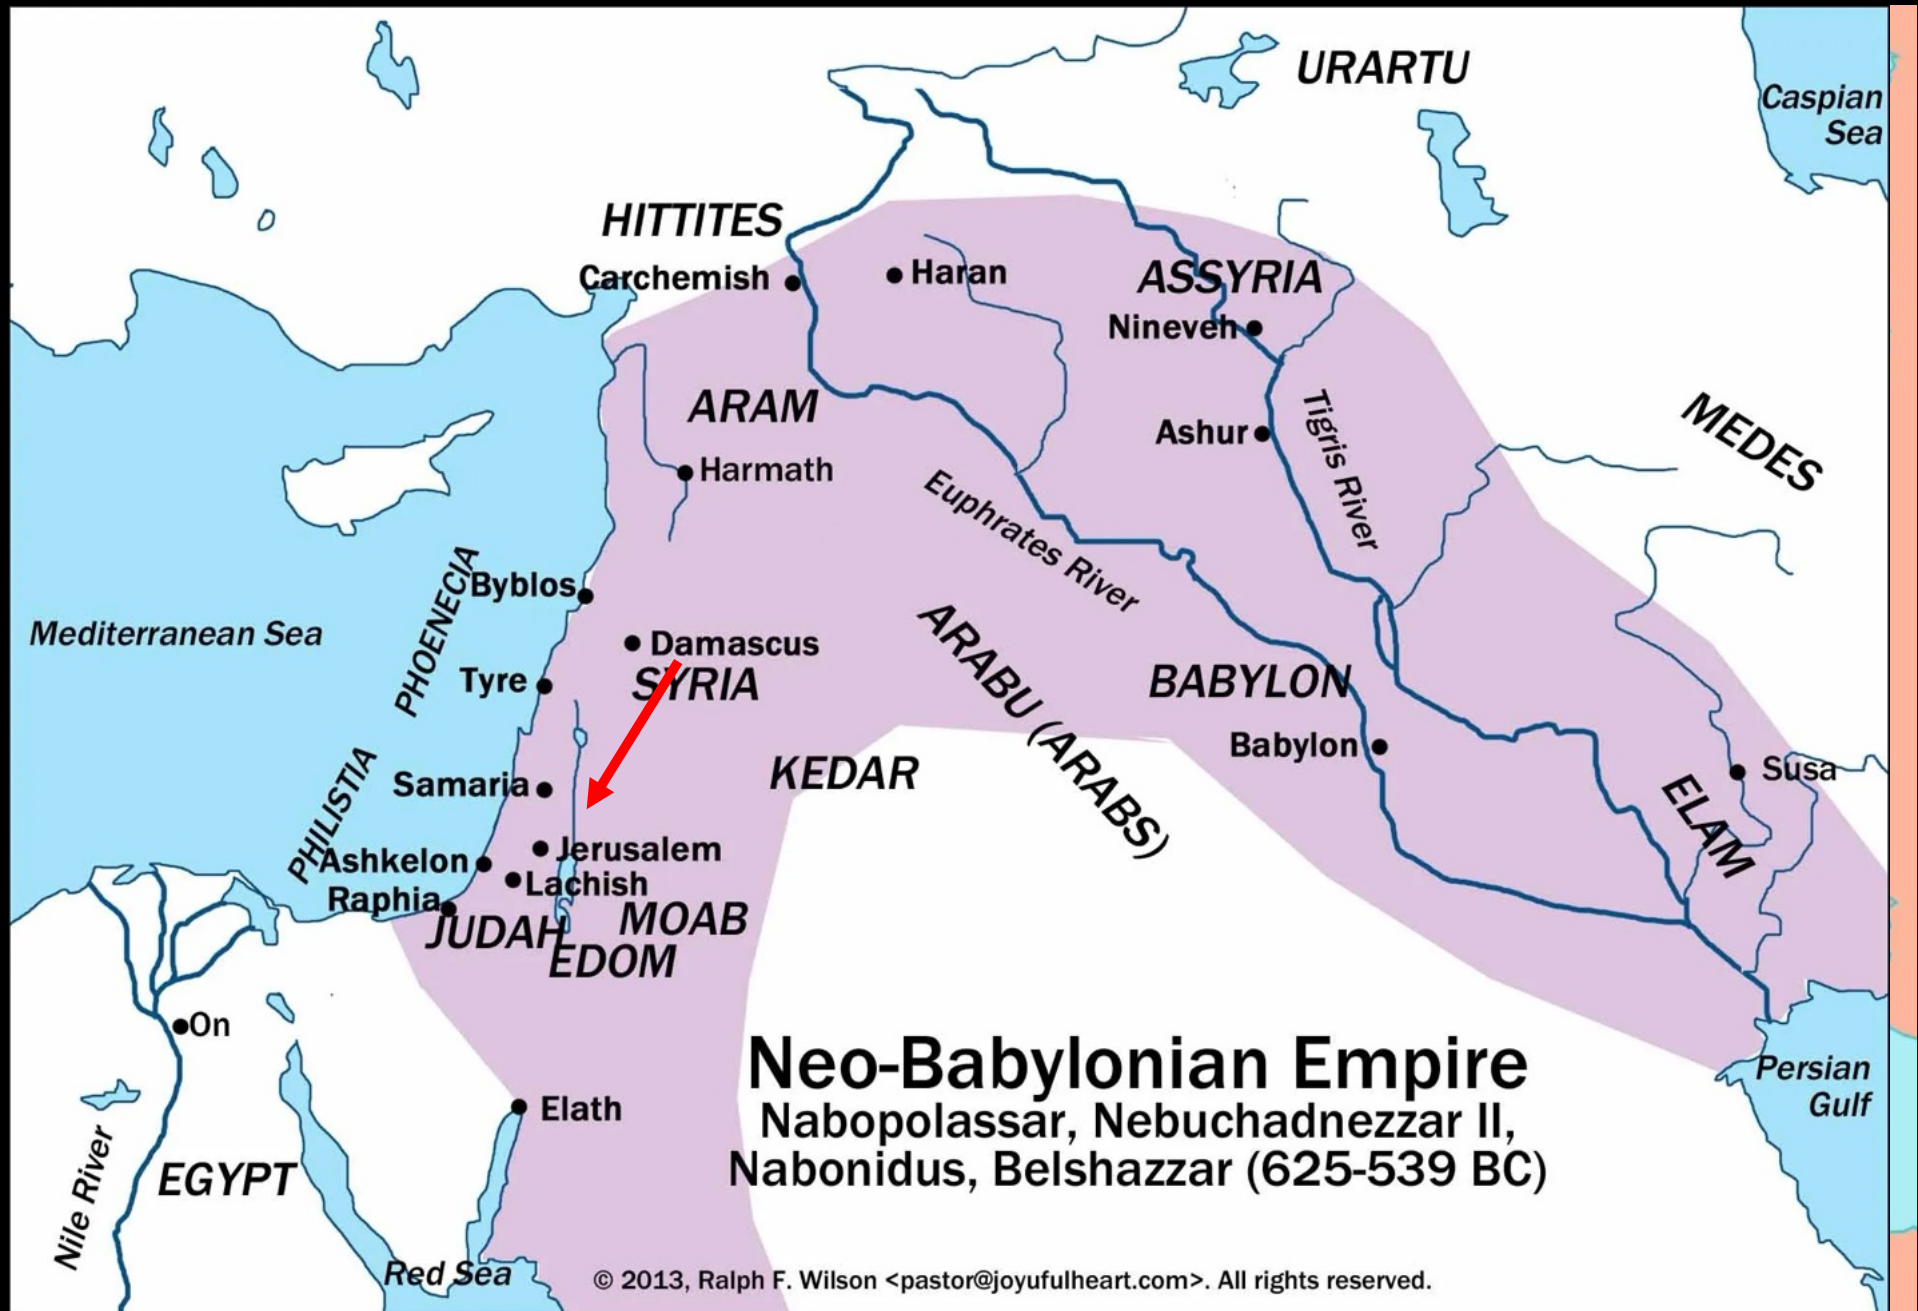 URARTU
Caspian
Sea
HITTITES
Carchemish
Haran
ASSYRIA
Nineveh
ARAM
Ashur
Tigris River
MEDES
Harmath
Euphrates River
PHOENECIA
Byblos
Mediterranean Sea
Damascus
SYRIA
Tyre
ARABU (ARABS)
BABYLON
Babylon
KEDAR
Susa
ELAM
Samaria
PHILISTIA
Jerusalem
Ashkelon
Lachish
Raphia
JUDAH
MOAB
EDOM
On
Neo-Babylonian Empire
Nabopolassar, Nebuchadnezzar II,
Nabonidus, Belshazzar (625-539 BC)
Persian
Gulf
Elath
EGYPT
Nile River
Red Sea
© 2013, Ralph F. Wilson <pastor@joyufulheart.com>. All rights reserved.